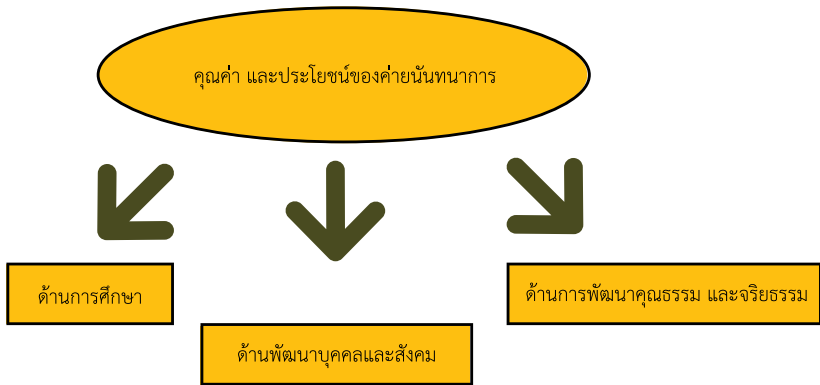 คุณค่า และประโยชน์ของค่ายนันทนาการ
ด้านการศึกษา
ด้านพัฒนาบุคคลและสังคม
ด้านการพัฒนาคุณธรรม และจริยธรรม